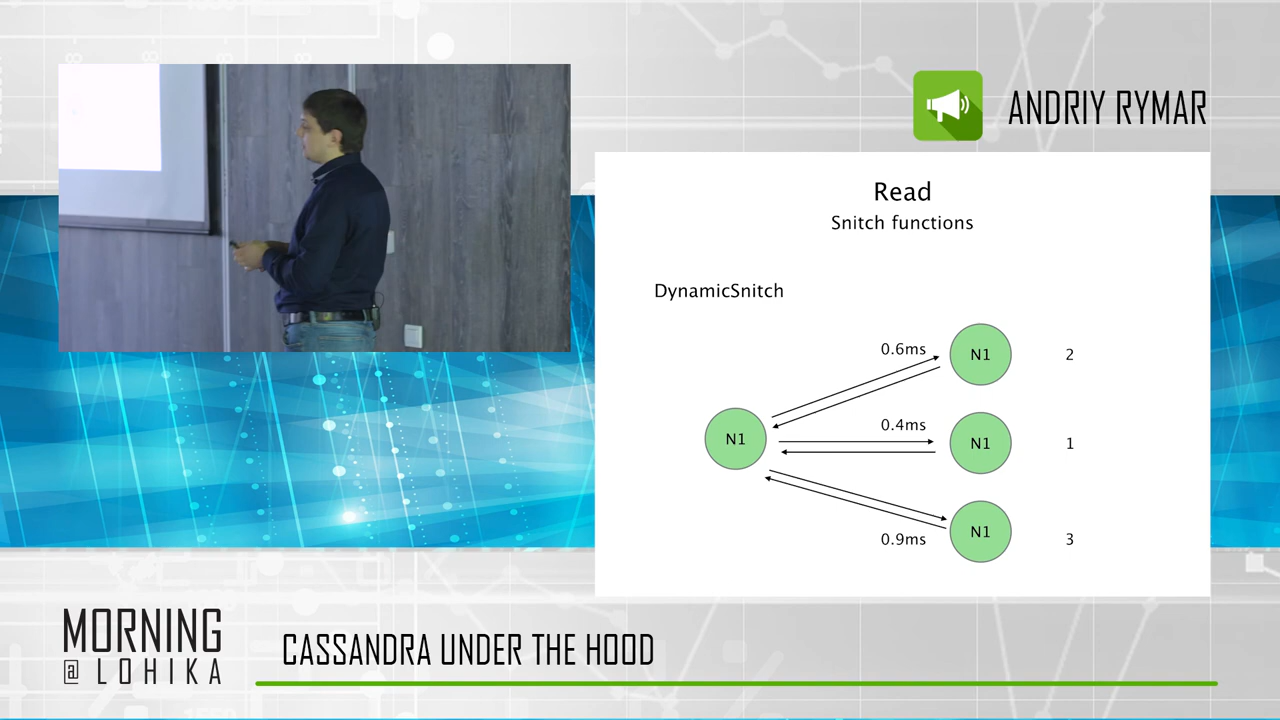 ANDRIY RYMAR
Read
Snitch functions
DynamicSnitch
0.6ms
N1
2
N1
0.4ms
N1
1
0.9ms
N1
3
MORNING
@ LOHIKA
CASSANDRA UNDER THE HOOD